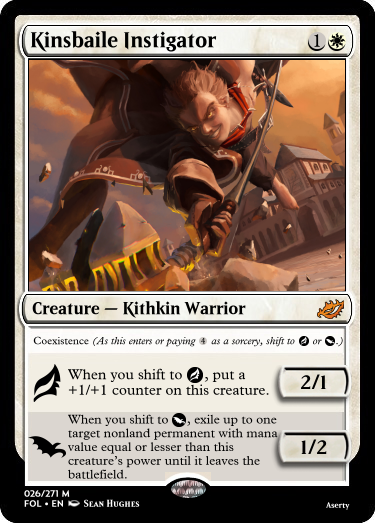 Kinsbaile Instigator 1
Creature — Kithkin Warrior
Coexistence (As this enters or paying 4 as a sorcery, shift to or .)
When you shift to , put a
+1/+1 counter on this creature.
2/1
When you shift to , exile up to one
target nonland permanent with mana
value equal or lesser than this
creature's power until it leaves the
battlefield.
1/2
026/271 M
FOL • EN Sean Hughes
Aserty